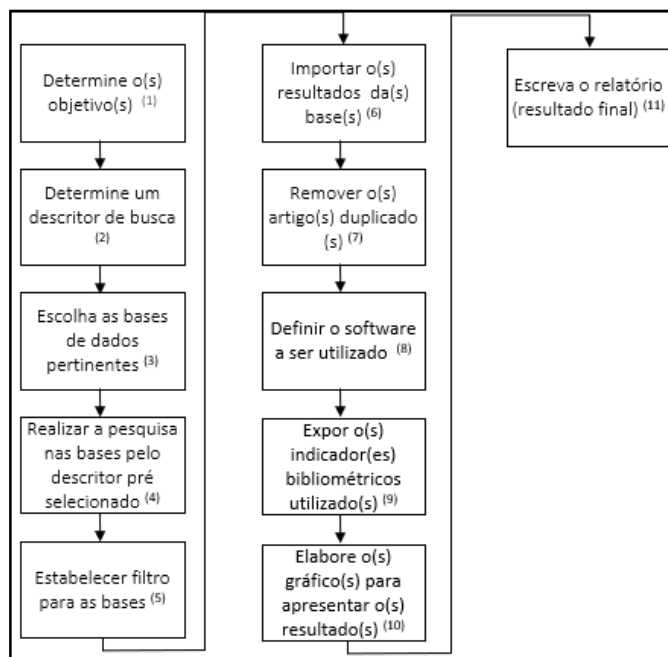 Determine o(s)
objetivo(s) (1)
Determine um
descritor de busca
(2)
Escolha as bases
de dados
pertinentes (3)
Realizar a pesquisa
nas bases pelo
descritor pré
selecionado (4)
Estabelecer filtro
para as bases (5)
Importar o(s)
resultados da(s)
base(s) (6)
Remover o(s)
artigo(s) duplicado
(s) (7)
Definir o software
a ser utilizado (8)
Expor o(s)
indicador(es)
bibliométricos
utilizado(s) (9)
Elabore o(s)
gráfico(s) para
apresentar o(s)
resultado(s) (10)
Escreva o relatório
(resultado final) (11)